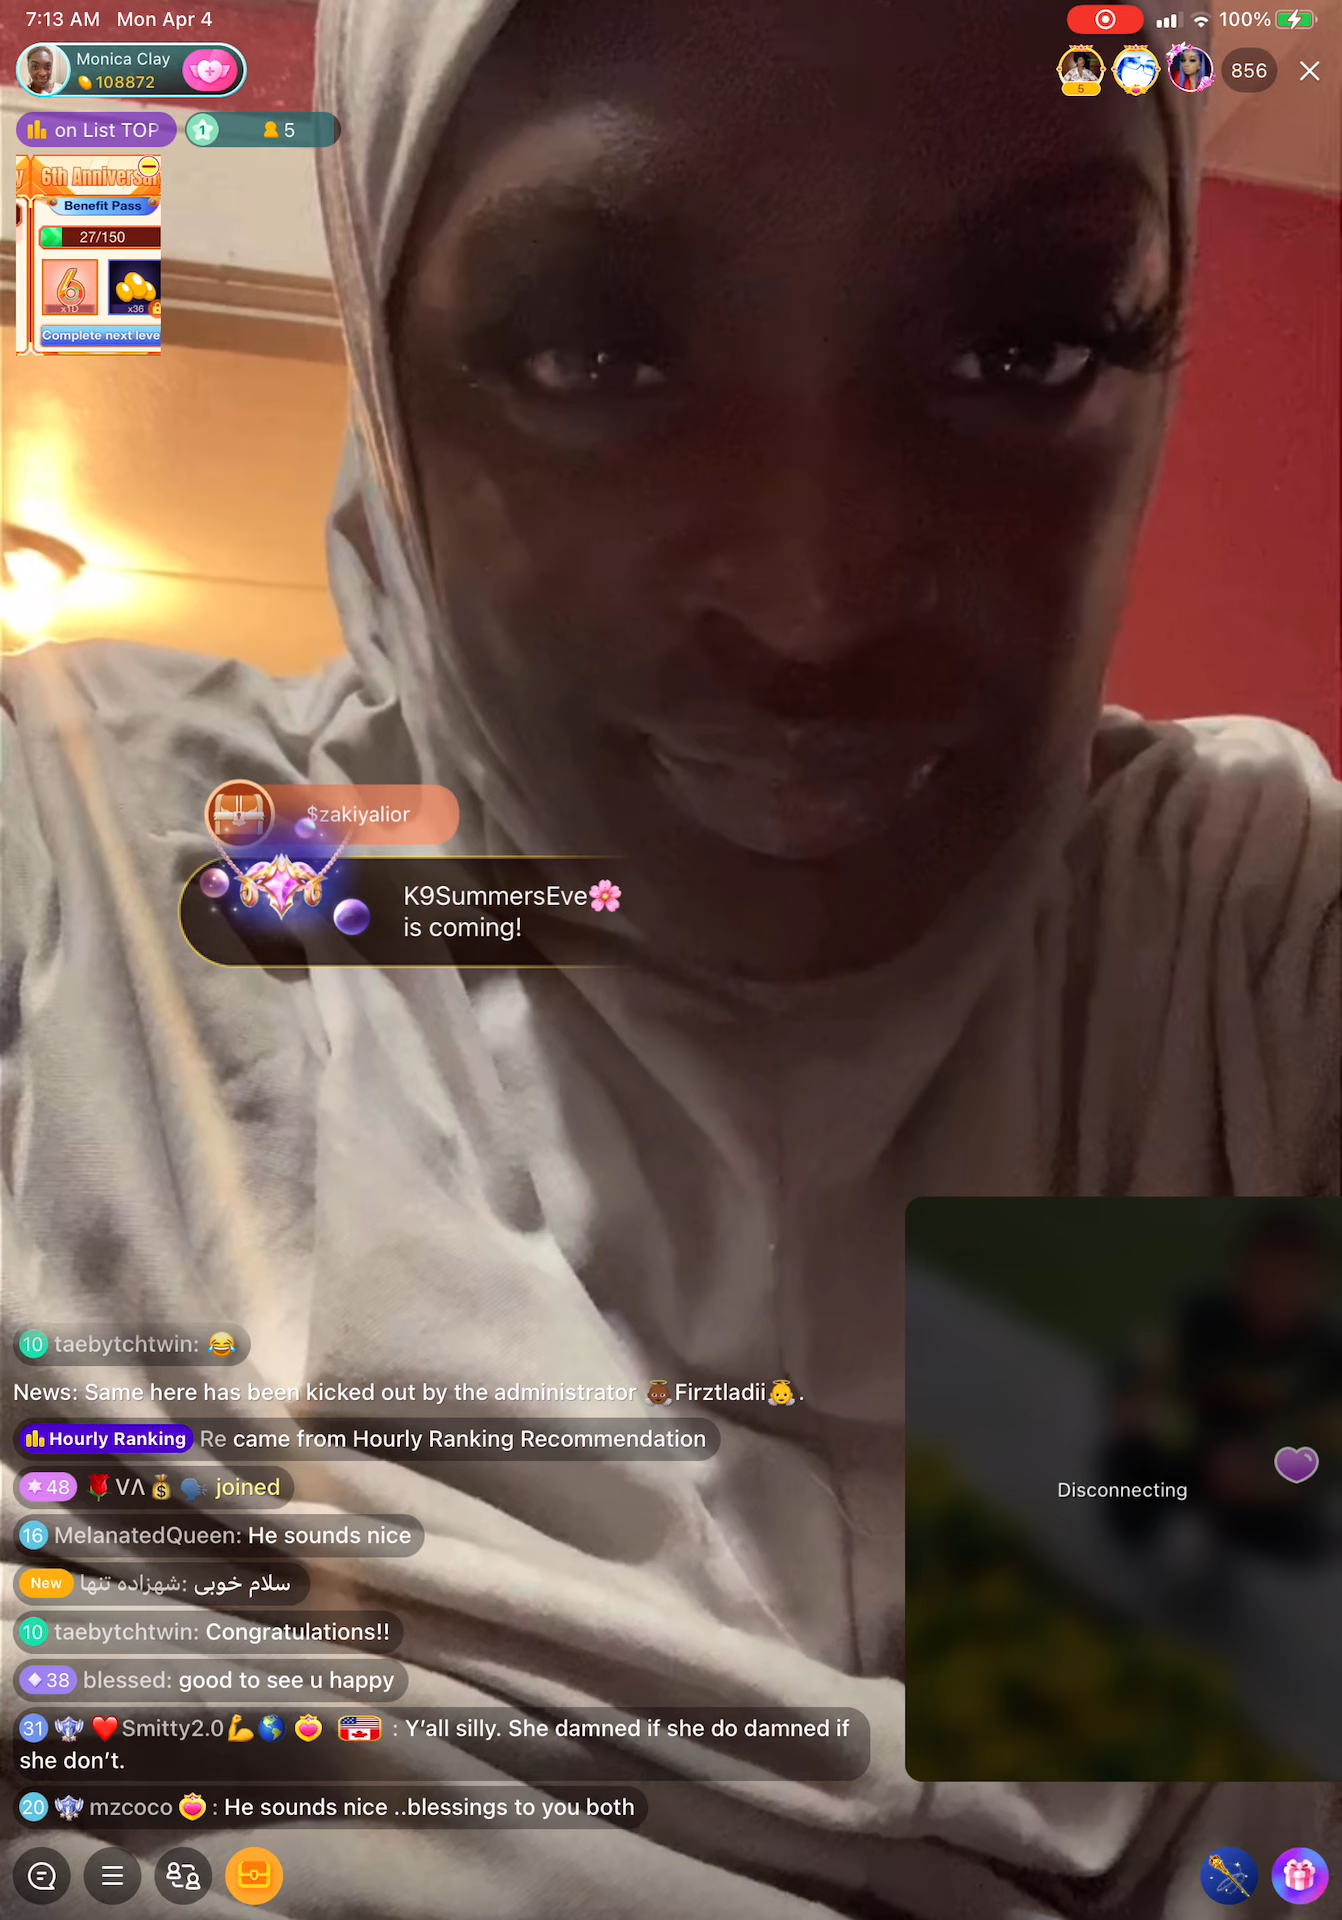 7:13 AM Mon Apr 4
100%
Monica Clay
108872
5
856
on List TOP
1
5
6th Anniversar
Benefit Pass
27/150
6
x1D
x36
Complete next leve
$zakiyalior
K9SummersEve🌸
is coming!
Disconnecting
10 taebytchtwin: 😂
News: Same here has been kicked out by the administrator 👼🏾Firztladii👼.
Hourly Ranking Re came from Hourly Ranking Recommendation
48 🌹VΛ💰🗣️ joined
16 MelanatedQueen: He sounds nice
New شهزاده تنها: سلام خوبی
10 taebytchtwin: Congratulations!!
38 blessed: good to see u happy
31 ❤️Smitty2.0💪🌎 : Y'all silly. She damned if she do damned if
she don't.
20 mzcoco : He sounds nice ..blessings to you both